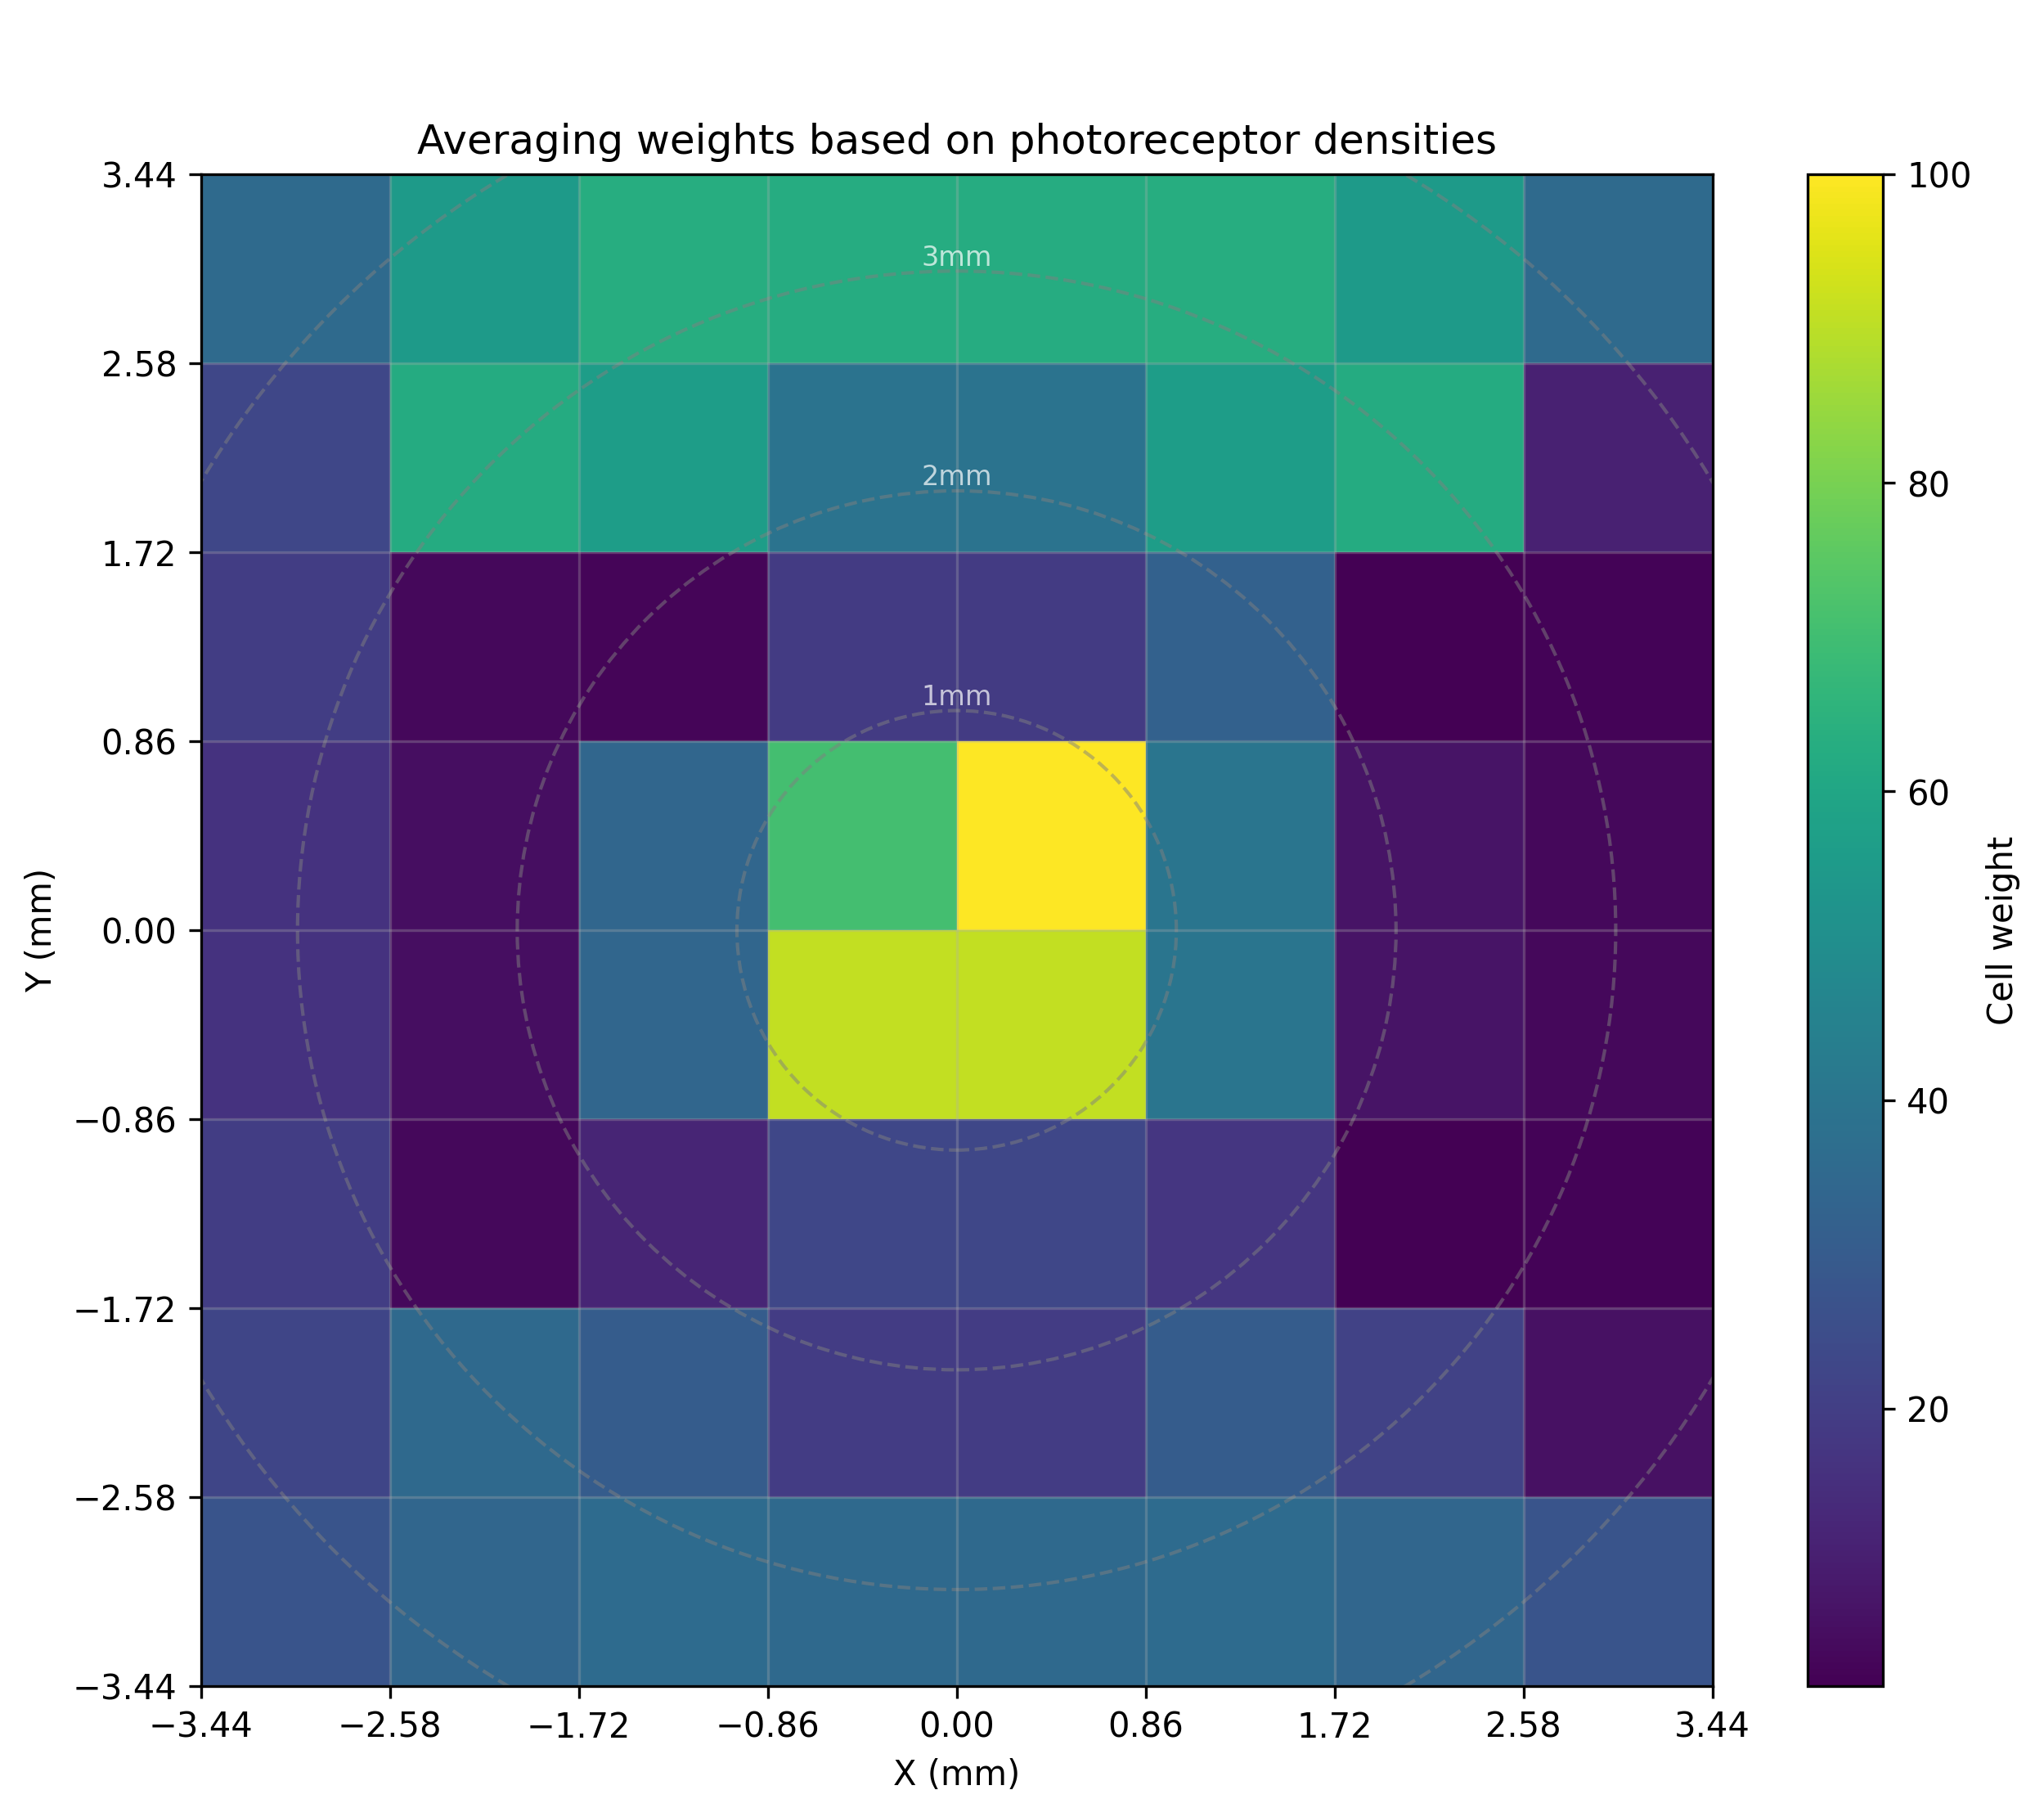 Averaging weights based on photoreceptor densities
3.44
2.58
1.72
0.86
0.00
−0.86
−1.72
−2.58
−3.44
Y (mm)
3mm
2mm
1mm
−3.44 −2.58 −1.72 −0.86 0.00 0.86 1.72 2.58 3.44
X (mm)
100
80
60
40
20
Cell weight